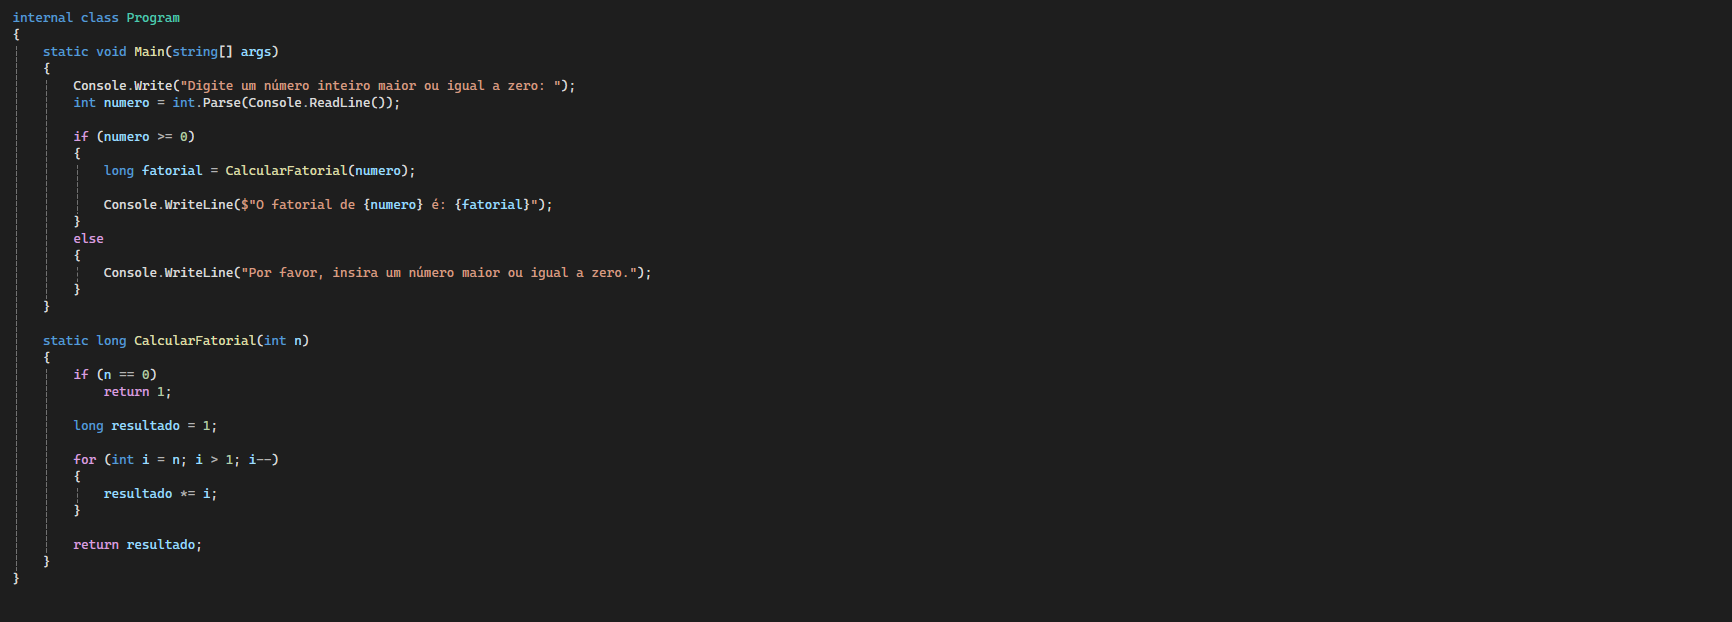 internal class Program
{
    static void Main(string[] args)
    {
        Console.Write("Digite um número inteiro maior ou igual a zero: ");
        int numero = int.Parse(Console.ReadLine());

        if (numero >= 0)
        {
            long fatorial = CalcularFatorial(numero);

            Console.WriteLine($"O fatorial de {numero} é: {fatorial}");
        }
        else
        {
            Console.WriteLine("Por favor, insira um número maior ou igual a zero.");
        }
    }

    static long CalcularFatorial(int n)
    {
        if (n == 0)
            return 1;

        long resultado = 1;

        for (int i = n; i > 1; i--)
        {
            resultado *= i;
        }

        return resultado;
    }
}